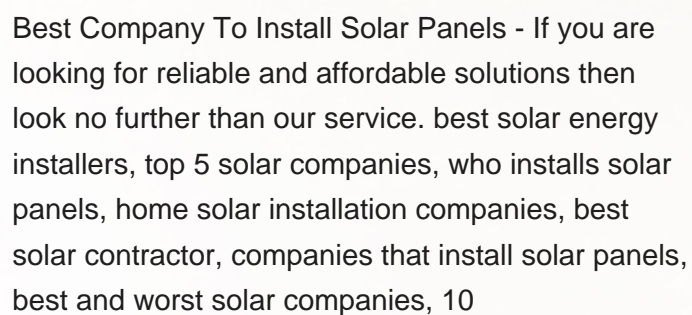 Best Company To Install Solar Panels - If you are
looking for reliable and affordable solutions then
look no further than our service. best solar energy
installers, top 5 solar companies, who installs solar
panels, home solar installation companies, best
solar contractor, companies that install solar panels,
best and worst solar companies, 10